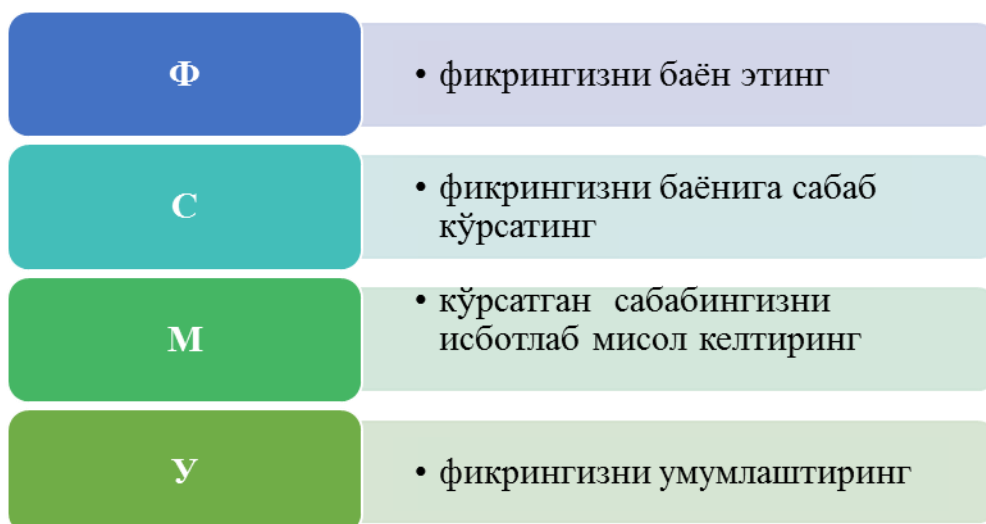 Ф
• фикрингизни баён этинг
С
• фикрингизни баёнига сабаб
кўрсатинг
М
• кўрсатган сабабингизни
исботлаб мисол келтиринг
У
• фикрингизни умумлаштиринг